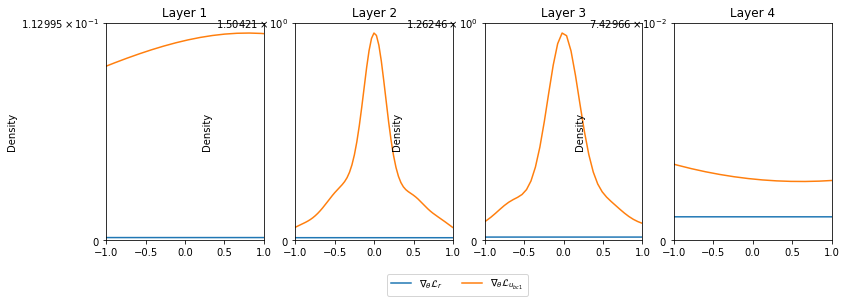 Layer 1
Layer 2
Layer 3
Layer 4
1.12995 × 10⁻¹
1.50421 × 10⁰
1.26246 × 10⁰
7.42966 × 10⁻²
Density
Density
Density
Density
0
0
0
0
−1.0 −0.5 0.0 0.5 1.0
−1.0 −0.5 0.0 0.5 1.0
−1.0 −0.5 0.0 0.5 1.0
−1.0 −0.5 0.0 0.5 1.0
∇θℒr
∇θℒu_bc1